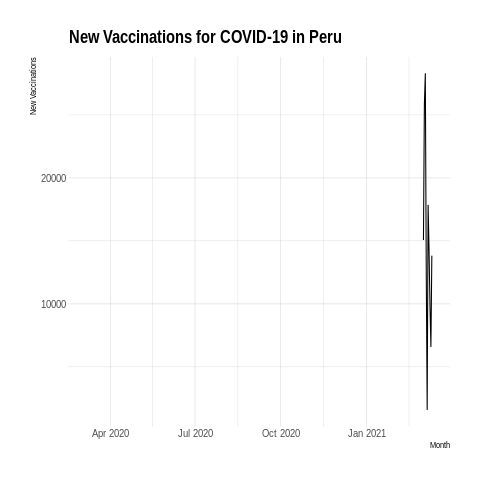 New Vaccinations for COVID-19 in Peru
New Vaccinations
20000
10000
Apr 2020
Jul 2020
Oct 2020
Jan 2021
Month